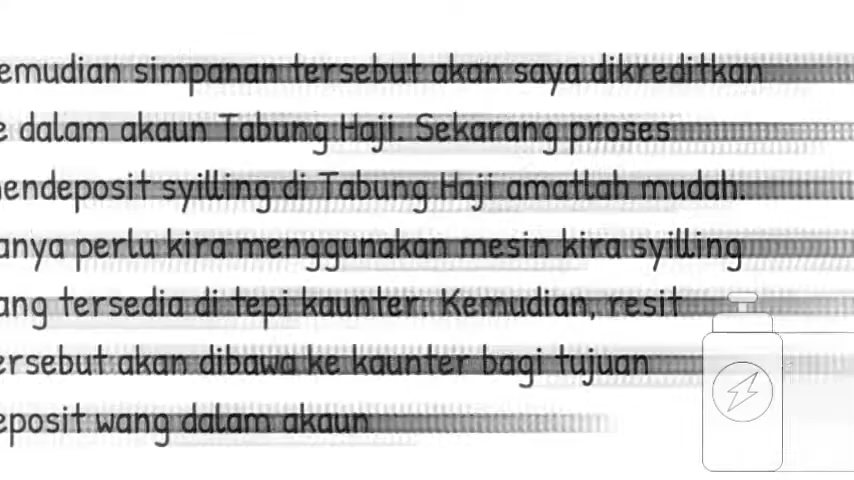 emudian simpanan tersebut akan saya dikreditkan
e dalam akaun Tabung Haji. Sekarang proses
endeposit syilling di Tabung Haji amatlah mudah.
anya perlu kira menggunakan mesin kira syilling
ang tersedia di tepi kaunter. Kemudian, resit
ersebut akan dibawa ke kaunter bagi tujuan
eposit wang dalam akaun